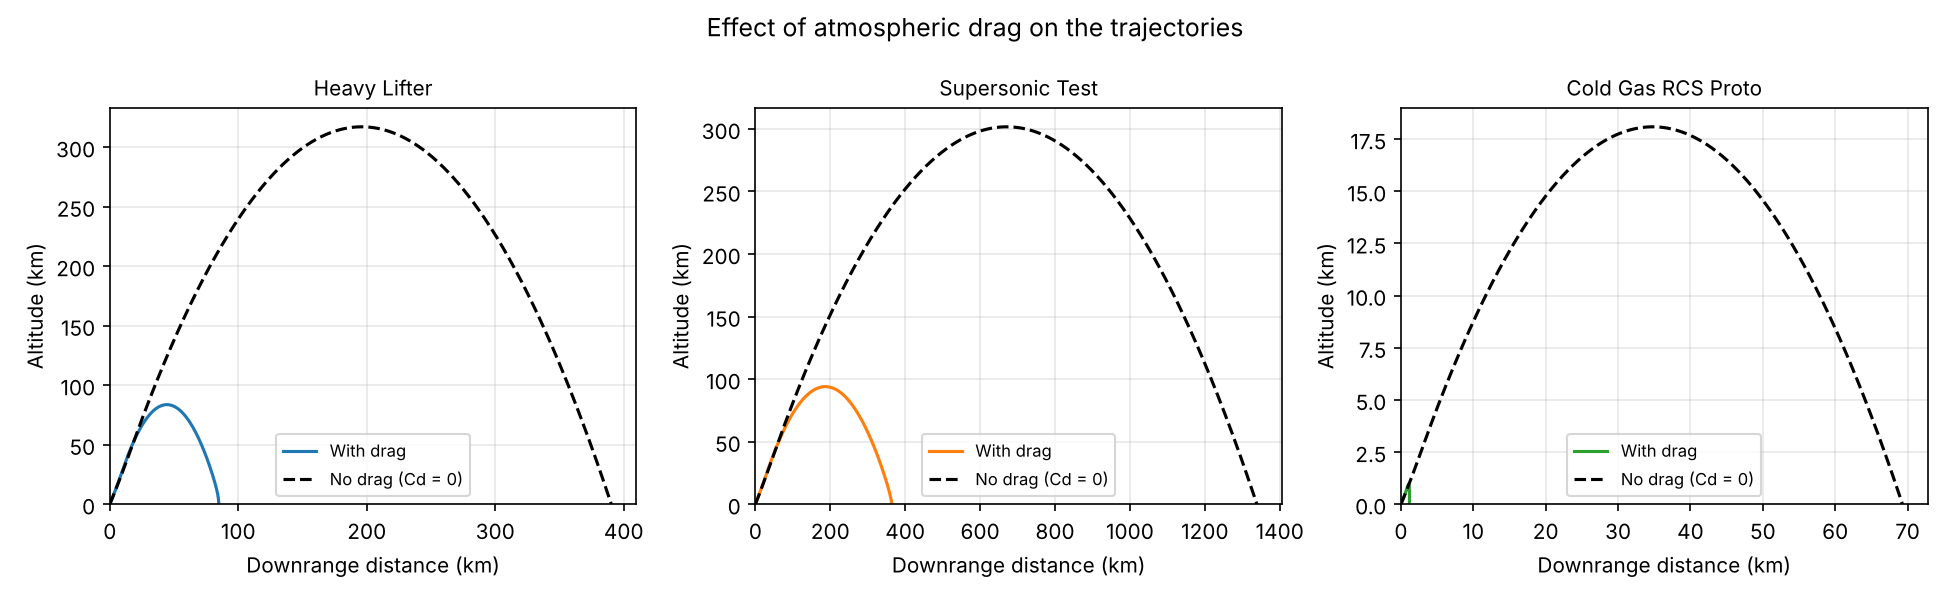 Effect of atmospheric drag on the trajectories
Heavy Lifter
Altitude (km)
300
250
200
150
100
50
0
0 100 200 300 400
Downrange distance (km)
With drag
No drag (Cd = 0)
Supersonic Test
Altitude (km)
300
250
200
150
100
50
0
0 200 400 600 800 1000 1200 1400
Downrange distance (km)
With drag
No drag (Cd = 0)
Cold Gas RCS Proto
Altitude (km)
17.5
15.0
12.5
10.0
7.5
5.0
2.5
0.0
0 10 20 30 40 50 60 70
Downrange distance (km)
With drag
No drag (Cd = 0)